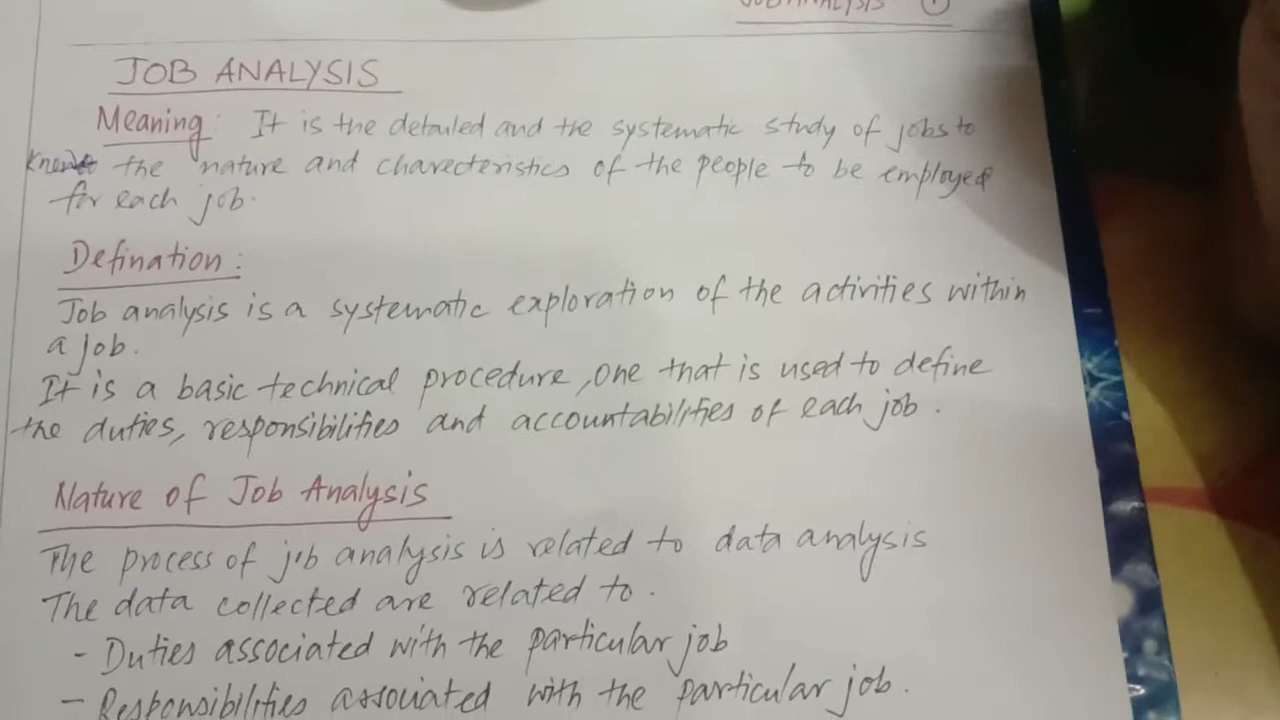 JOB ANALYSIS 1
JOB ANALYSIS
Meaning: It is the detailed and the systematic study of jobs to
know the nature and charecteristics of the people to be employed
for each job.
Defination:
Job analysis is a systematic exploration of the activities within
a job.
It is a basic technical procedure, one that is used to define
the duties, responsibilities and accountabilities of each job.
Nature of Job Analysis
The process of job analysis is related to data analysis
The data collected are related to.
- Duties associated with the particular job
- Responsibilities associated with the particular job.